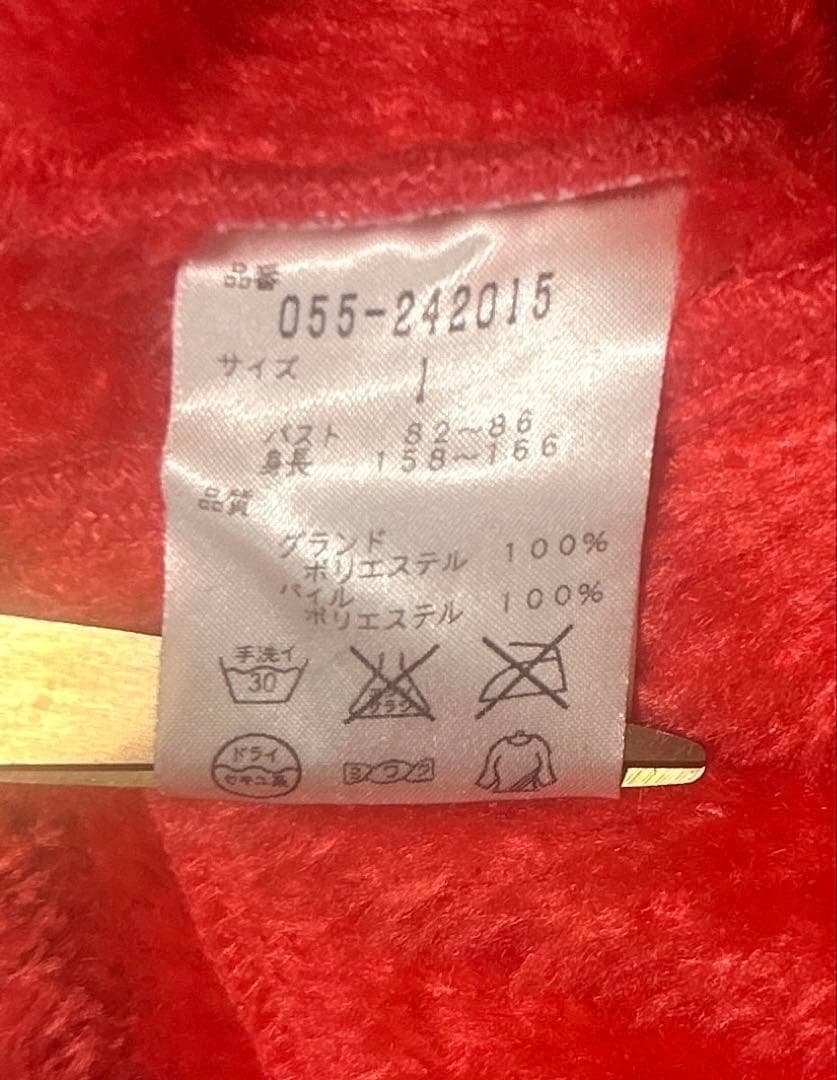 品番
055-242015
サイズ 1
バスト 82～86
身長 158～166
品質
グランド
ポリエステル 100%
パイル
ポリエステル 100%
手洗イ
30
ドライ
セキユ系